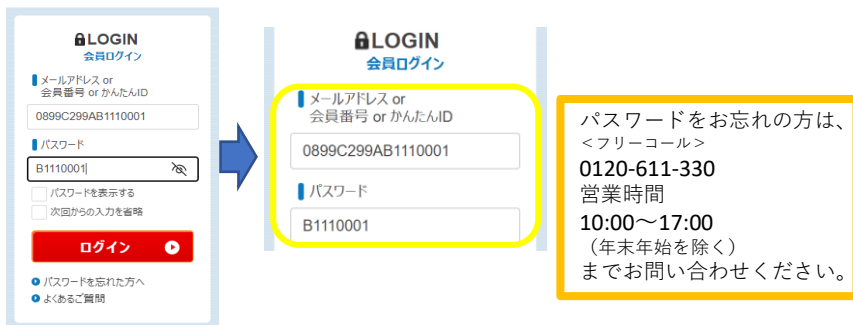 LOGIN
会員ログイン
メールアドレス or
会員番号 or かんたんID
0899C299AB1110001
パスワード
B1110001
パスワードを表示する
次回からの入力を省略
ログイン
パスワードを忘れた方へ
よくあるご質問
LOGIN
会員ログイン
メールアドレス or
会員番号 or かんたんID
0899C299AB1110001
パスワード
B1110001
パスワードをお忘れの方は、
＜フリーコール＞
0120-611-330
営業時間
10:00～17:00
（年末年始を除く）
までお問い合わせください。